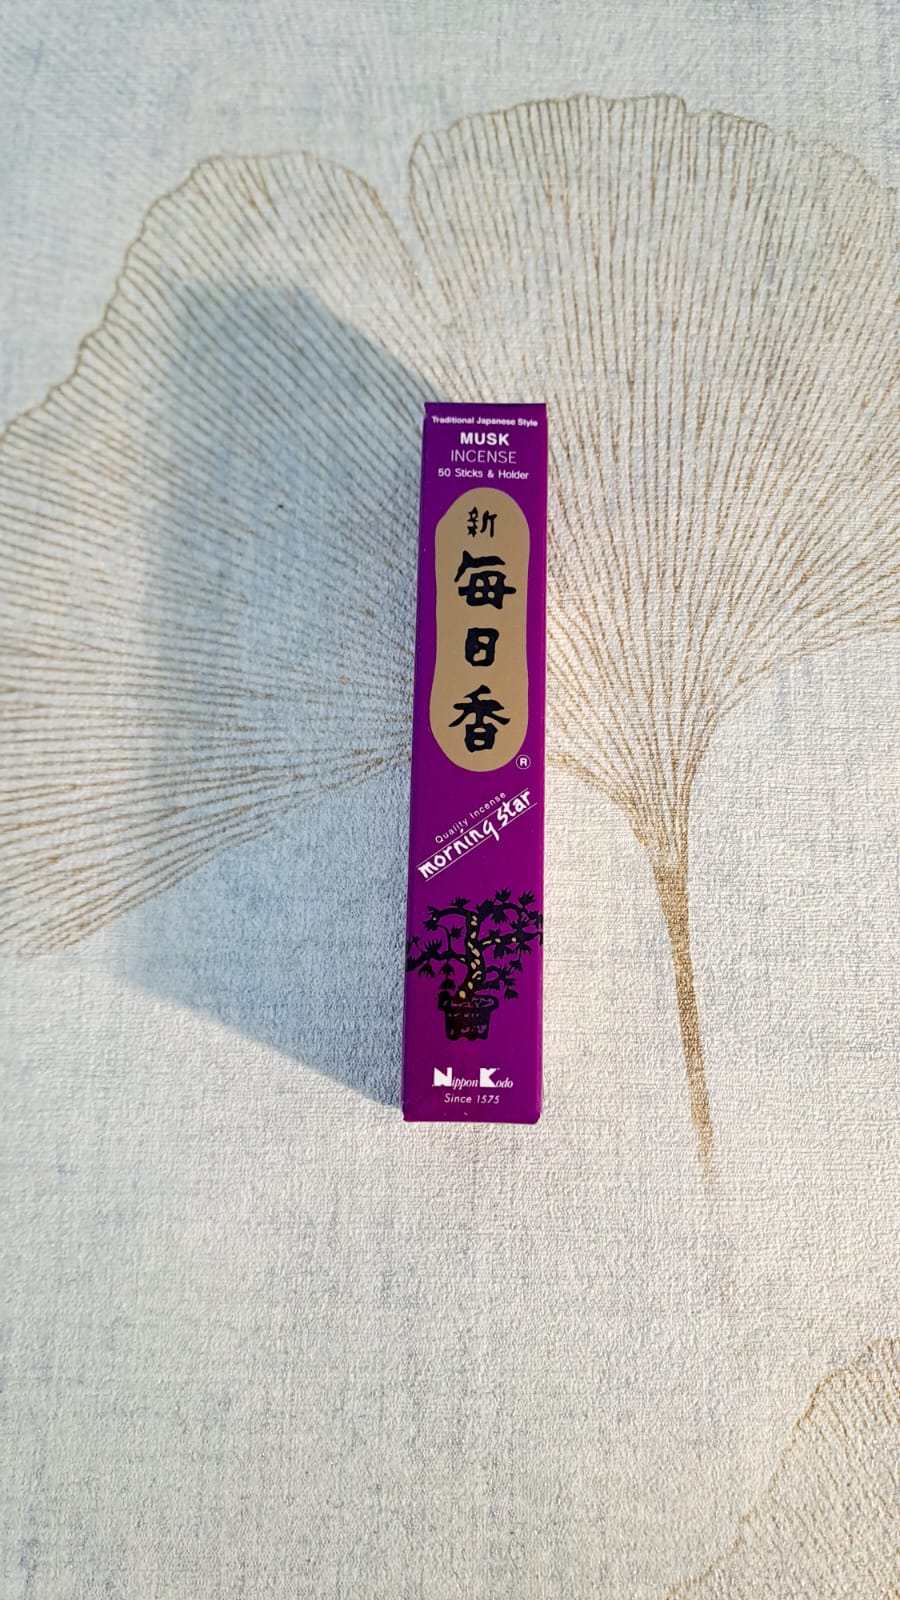 Traditional Japanese Style
MUSK
INCENSE
50 Sticks & Holder
新
毎
日
香
®
Quality Incense
morning star
Nippon Kodo
Since 1575